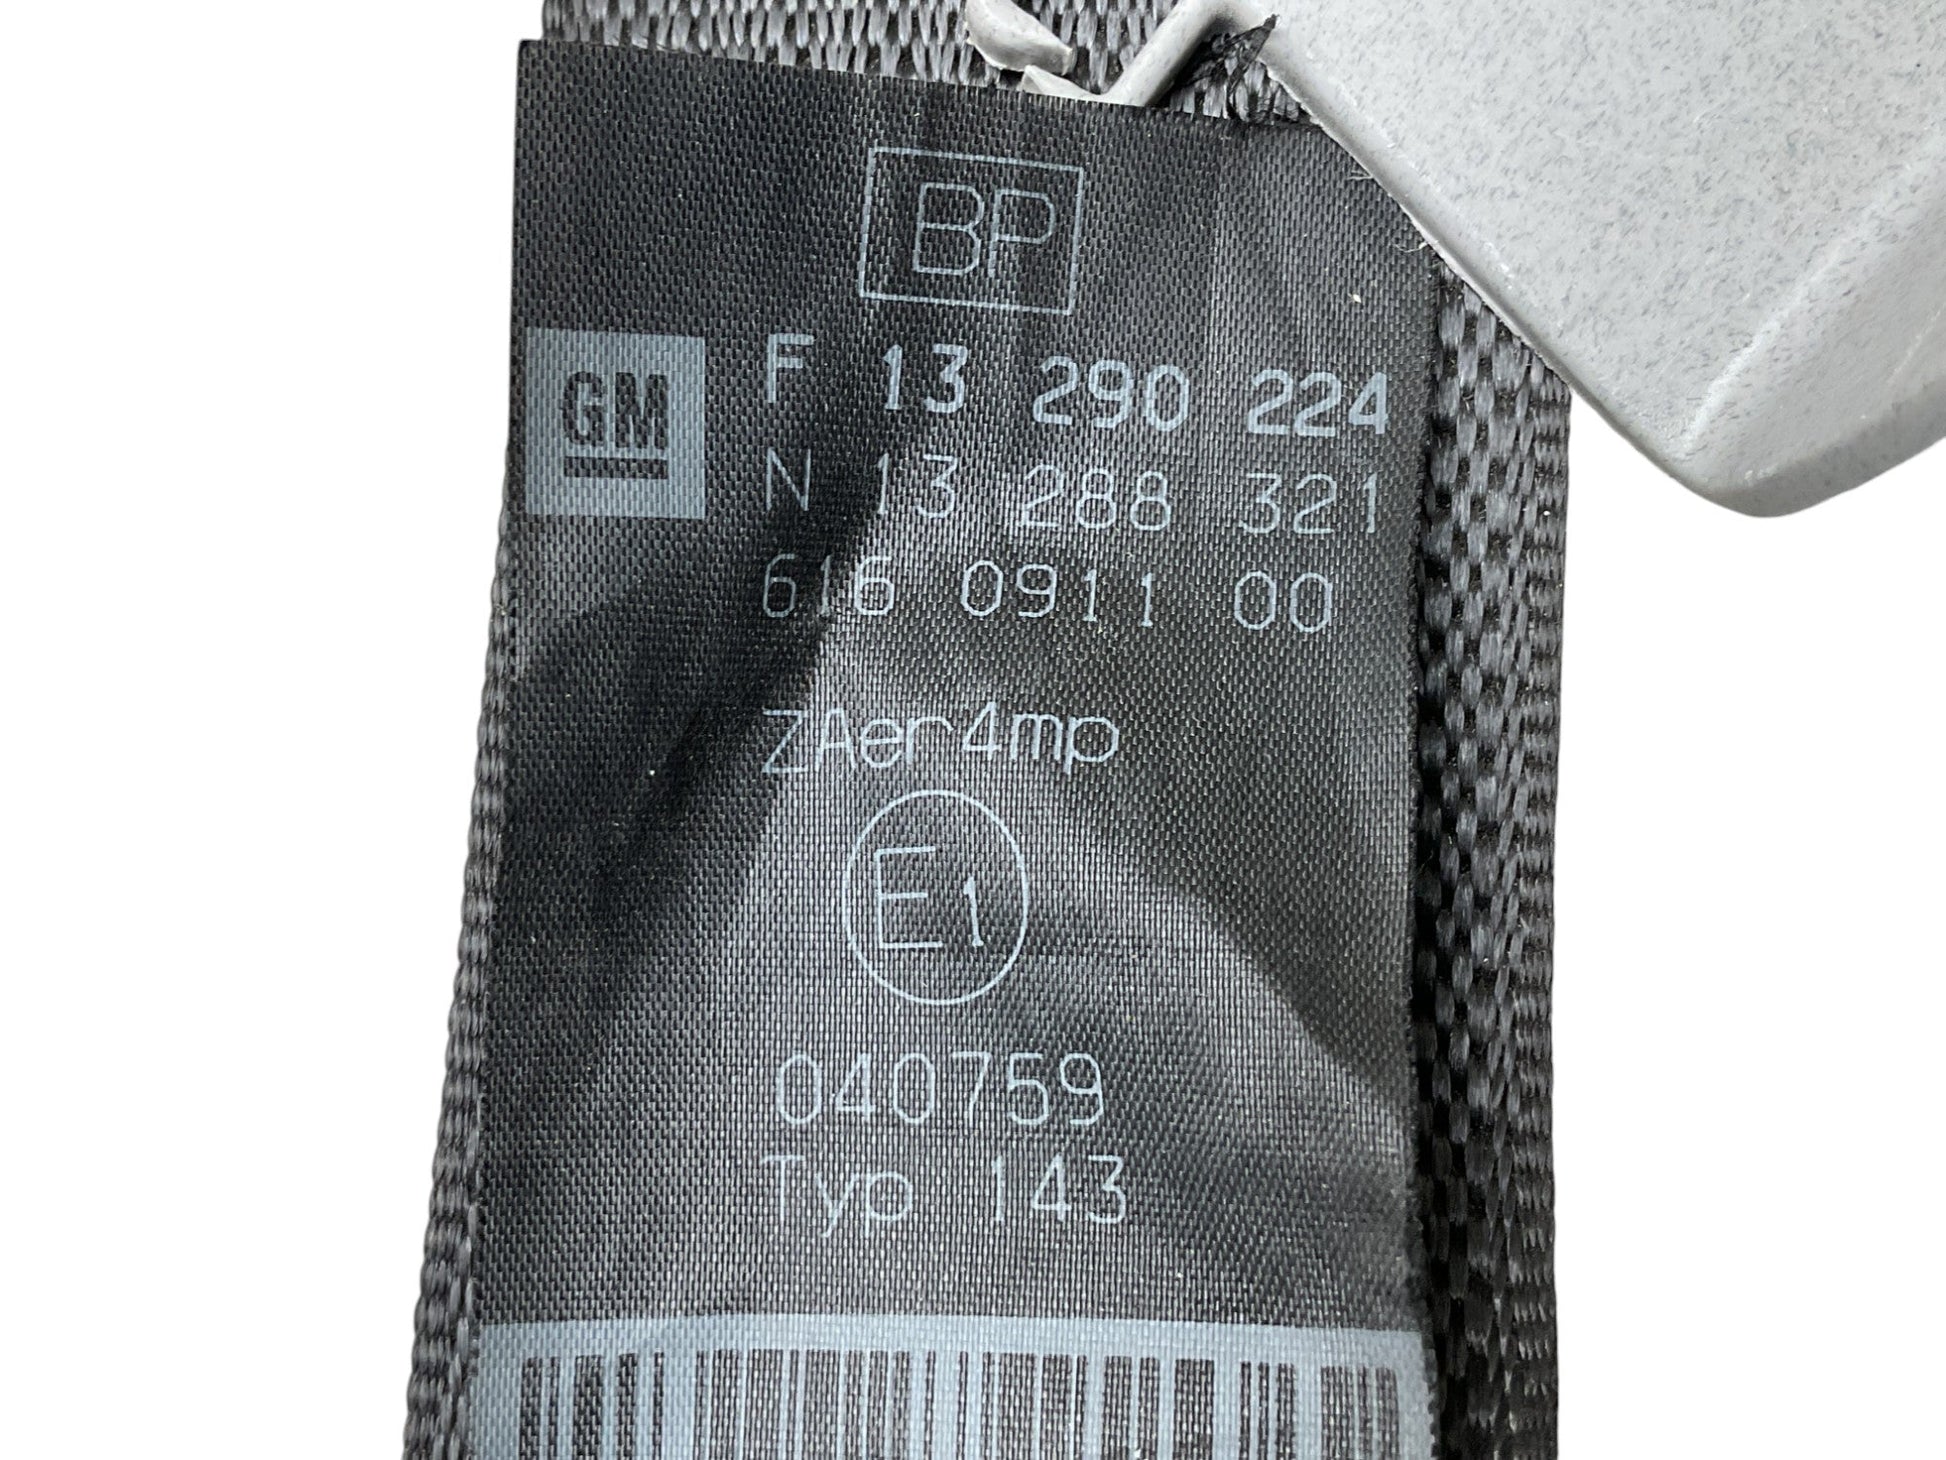 BP
GM
F 13 290 224
N 13 288 321
616 0911 00
ZAer4mp
E1
040759
Typ 143